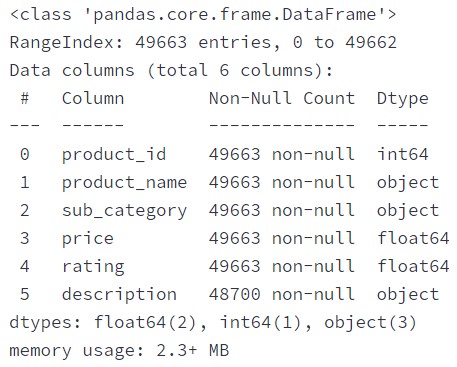 <class 'pandas.core.frame.DataFrame'>
RangeIndex: 49663 entries, 0 to 49662
Data columns (total 6 columns):
 #   Column        Non-Null Count  Dtype
---  ------        --------------  -----
 0   product_id    49663 non-null  int64
 1   product_name  49663 non-null  object
 2   sub_category  49663 non-null  object
 3   price         49663 non-null  float64
 4   rating        49663 non-null  float64
 5   description   48700 non-null  object
dtypes: float64(2), int64(1), object(3)
memory usage: 2.3+ MB